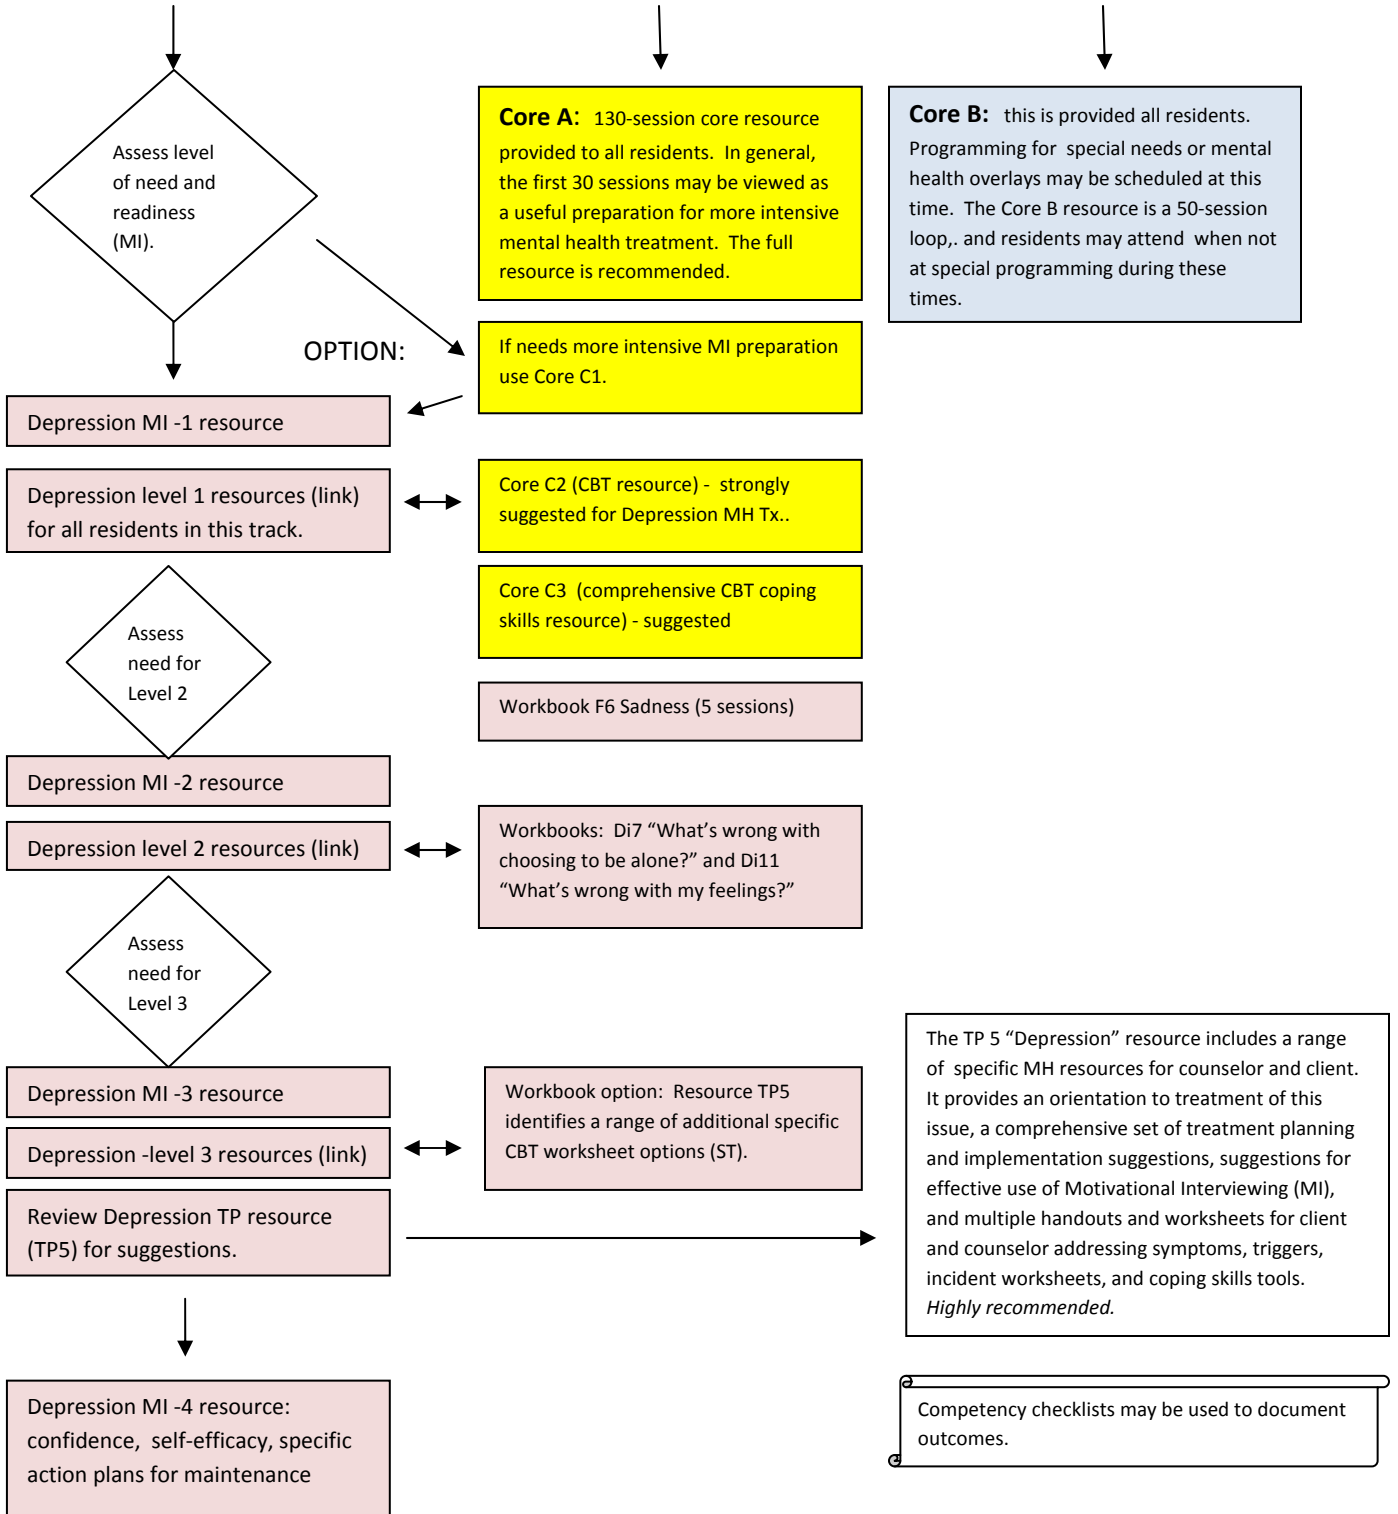 Assess level
of need and
readiness
(MI).
Core A: 130-session core resource
provided to all residents. In general,
the first 30 sessions may be viewed as
a useful preparation for more intensive
mental health treatment. The full
resource is recommended.
Core B: this is provided all residents.
Programming for special needs or mental
health overlays may be scheduled at this
time. The Core B resource is a 50-session
loop,. and residents may attend when not
at special programming during these
times.
OPTION:
If needs more intensive MI preparation
use Core C1.
Depression MI -1 resource
Depression level 1 resources (link)
for all residents in this track.
Core C2 (CBT resource) - strongly
suggested for Depression MH Tx..
Core C3 (comprehensive CBT coping
skills resource) - suggested
Assess
need for
Level 2
Workbook F6 Sadness (5 sessions)
Depression MI -2 resource
Depression level 2 resources (link)
Workbooks: Di7 “What’s wrong with
choosing to be alone?” and Di11
“What’s wrong with my feelings?”
Assess
need for
Level 3
Depression MI -3 resource
Depression -level 3 resources (link)
Review Depression TP resource
(TP5) for suggestions.
Workbook option: Resource TP5
identifies a range of additional specific
CBT worksheet options (ST).
The TP 5 “Depression” resource includes a range
of specific MH resources for counselor and client.
It provides an orientation to treatment of this
issue, a comprehensive set of treatment planning
and implementation suggestions, suggestions for
effective use of Motivational Interviewing (MI),
and multiple handouts and worksheets for client
and counselor addressing symptoms, triggers,
incident worksheets, and coping skills tools.
Highly recommended.
Depression MI -4 resource:
confidence, self-efficacy, specific
action plans for maintenance
Competency checklists may be used to document
outcomes.